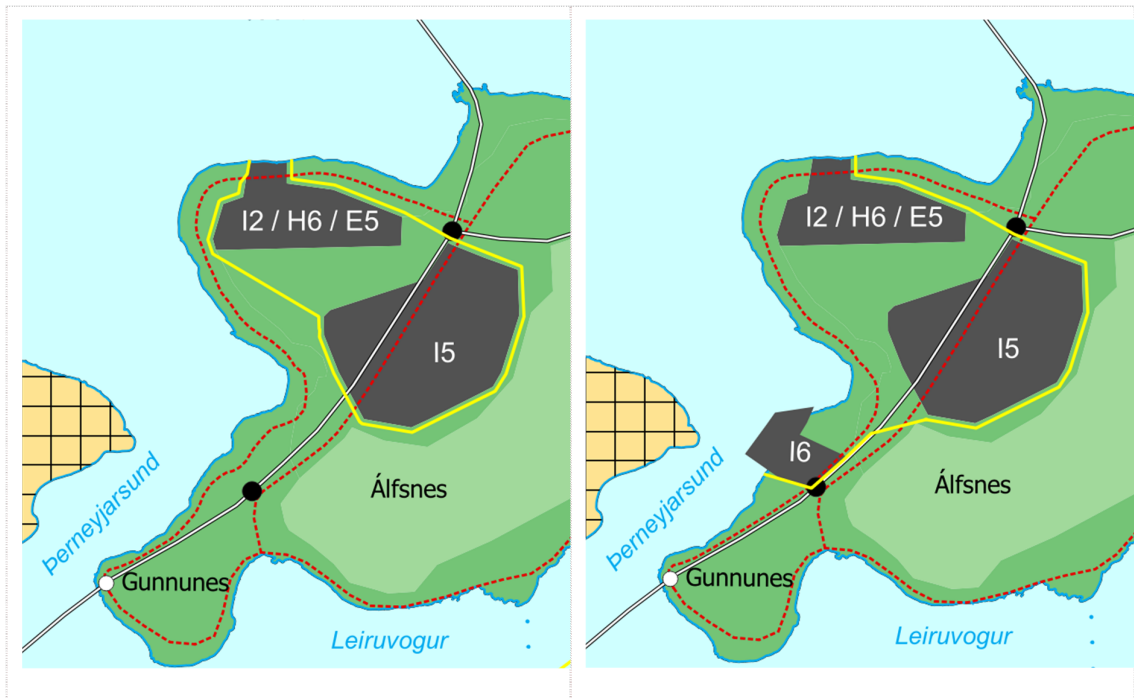 I2 / H6 / E5
I5
Álfsnes
Þerneyjarsund
Gunnunes
Leiruvogur
I2 / H6 / E5
I5
I6
Álfsnes
Þerneyjarsund
Gunnunes
Leiruvogur